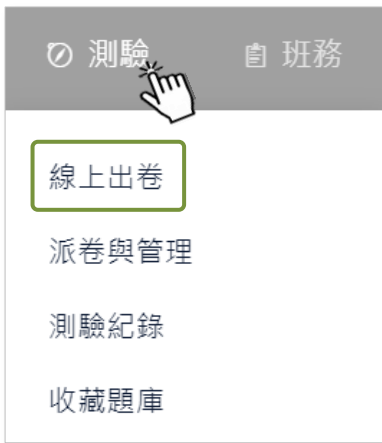 測驗 班務
線上出卷
派卷與管理
測驗紀錄
收藏題庫